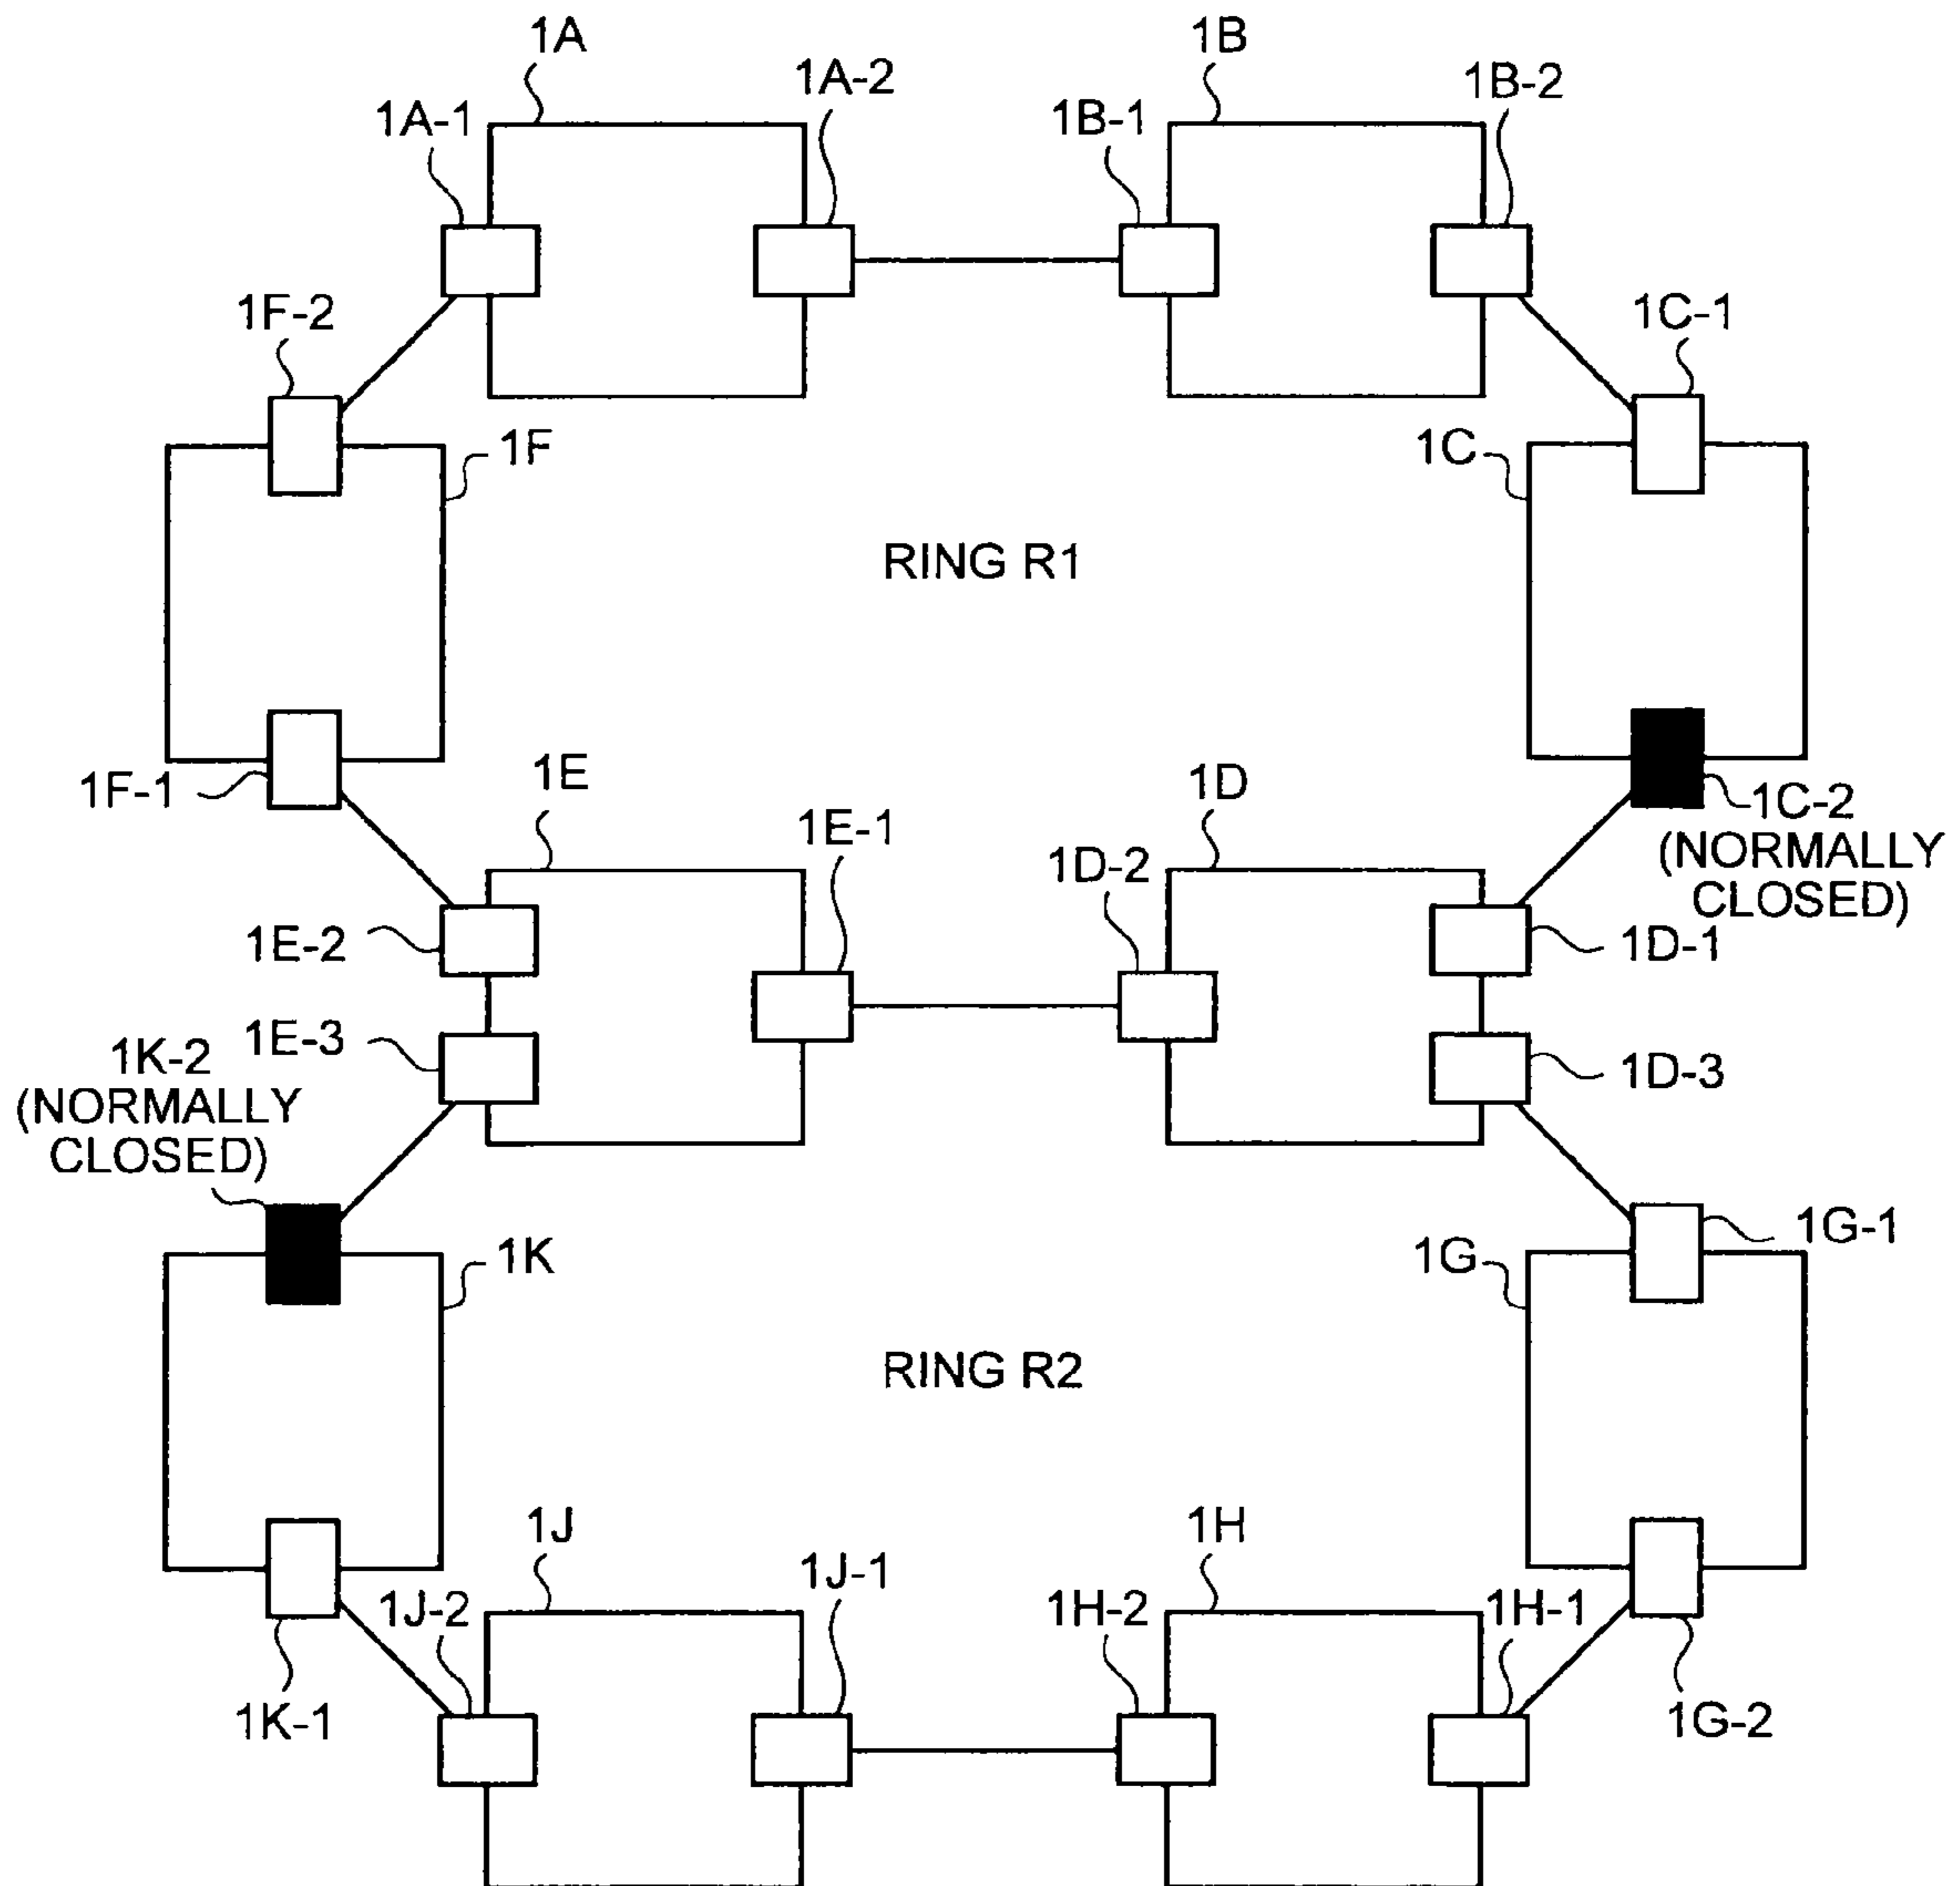 1A
1B
1A-2
1B-2
1A-1
1B-1
1F-2
1C-1
1F
1C
RING R1
1F-1
1E
1D
1C-2
(NORMALLY
CLOSED)
1E-1
1D-2
1E-2
1D-1
1E-3
1D-3
1K-2
(NORMALLY
CLOSED)
1G-1
1K
1G
RING R2
1J
1H
1J-1
1J-2
1H-2
1H-1
1K-1
1G-2